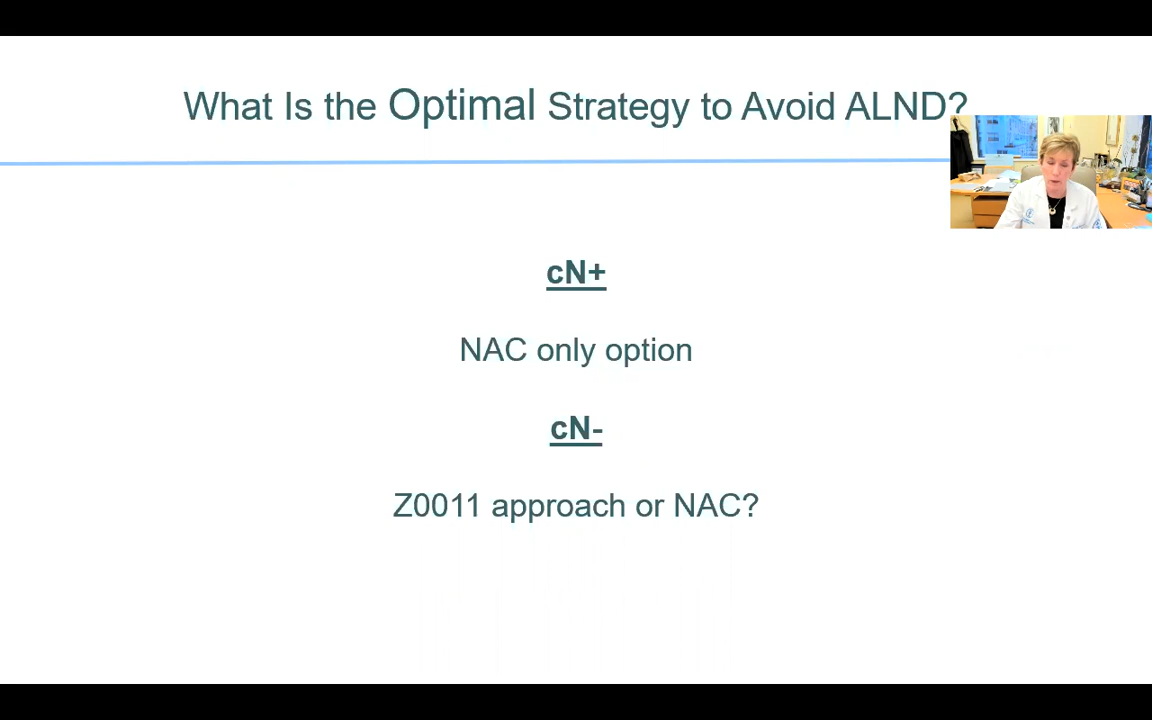 What Is the Optimal Strategy to Avoid ALND?
cN+
NAC only option
cN-
Z0011 approach or NAC?